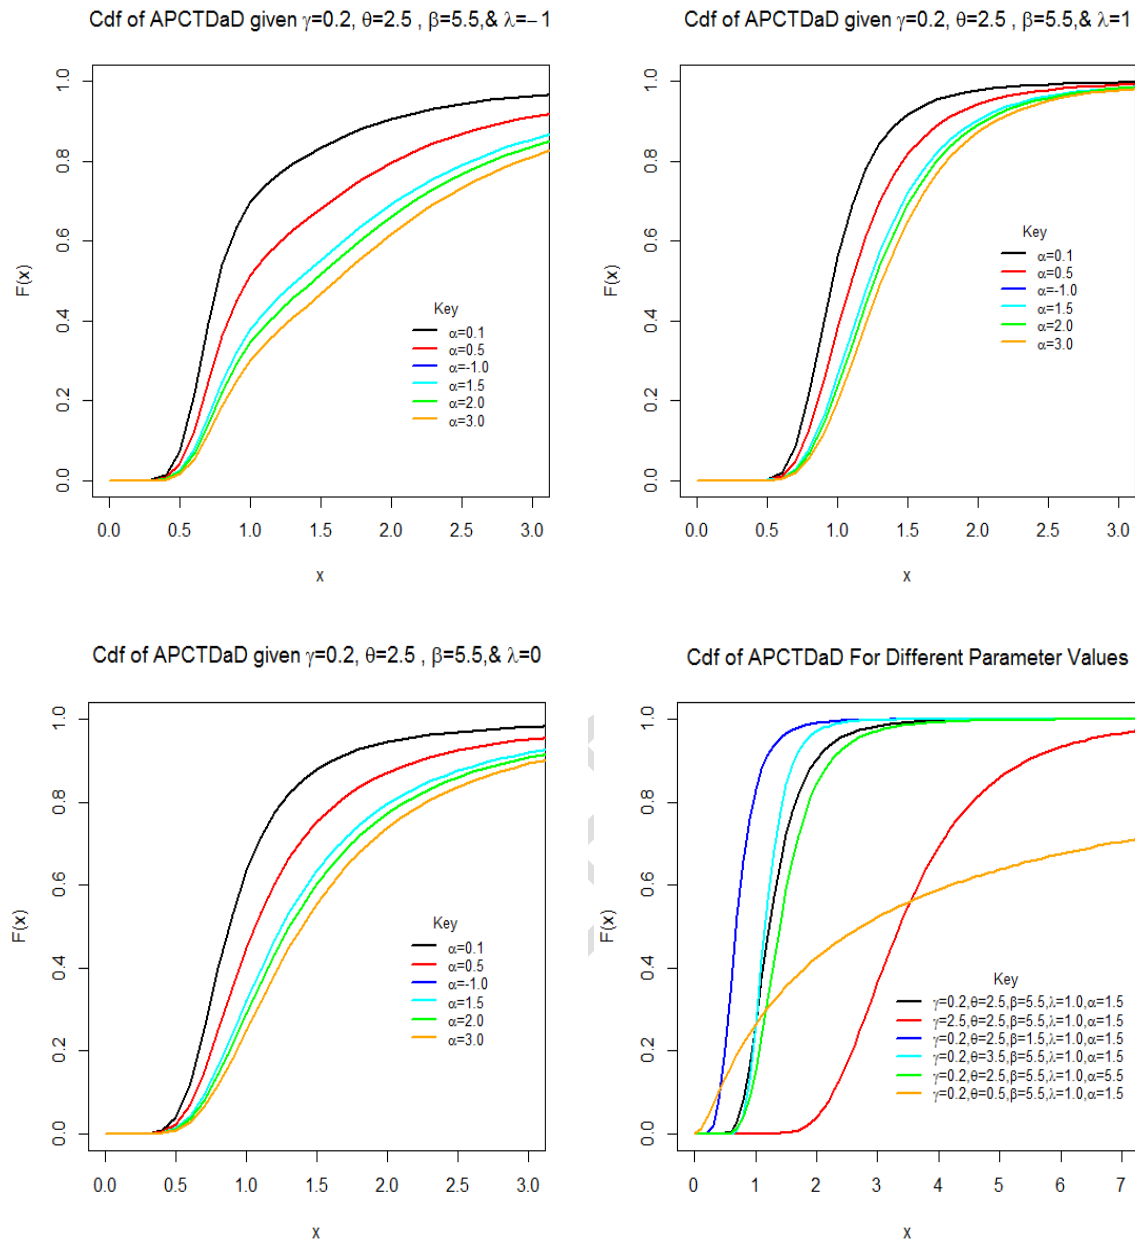 Cdf of APCTDaD given γ=0.2, θ=2.5 , β=5.5,& λ=− 1
F(x)
1.0
0.8
0.6
0.4
0.2
0.0
Key
α=0.1
α=0.5
α=-1.0
α=1.5
α=2.0
α=3.0
0.0 0.5 1.0 1.5 2.0 2.5 3.0
x
Cdf of APCTDaD given γ=0.2, θ=2.5 , β=5.5,& λ=1
F(x)
1.0
0.8
0.6
0.4
0.2
0.0
Key
α=0.1
α=0.5
α=-1.0
α=1.5
α=2.0
α=3.0
0.0 0.5 1.0 1.5 2.0 2.5 3.0
x
Cdf of APCTDaD given γ=0.2, θ=2.5 , β=5.5,& λ=0
F(x)
1.0
0.8
0.6
0.4
0.2
0.0
Key
α=0.1
α=0.5
α=-1.0
α=1.5
α=2.0
α=3.0
0.0 0.5 1.0 1.5 2.0 2.5 3.0
x
Cdf of APCTDaD For Different Parameter Values
F(x)
1.0
0.8
0.6
0.4
0.2
0.0
Key
γ=0.2,θ=2.5,β=5.5,λ=1.0,α=1.5
γ=2.5,θ=2.5,β=5.5,λ=1.0,α=1.5
γ=0.2,θ=2.5,β=1.5,λ=1.0,α=1.5
γ=0.2,θ=3.5,β=5.5,λ=1.0,α=1.5
γ=0.2,θ=2.5,β=5.5,λ=1.0,α=5.5
γ=0.2,θ=0.5,β=5.5,λ=1.0,α=1.5
0 1 2 3 4 5 6 7
x